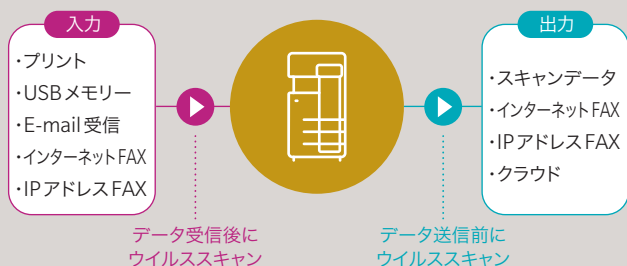 入力
・プリント
・USBメモリー
・E-mail受信
・インターネットFAX
・IPアドレスFAX
データ受信後に
ウイルススキャン
出力
・スキャンデータ
・インターネットFAX
・IPアドレスFAX
・クラウド
データ送信前に
ウイルススキャン